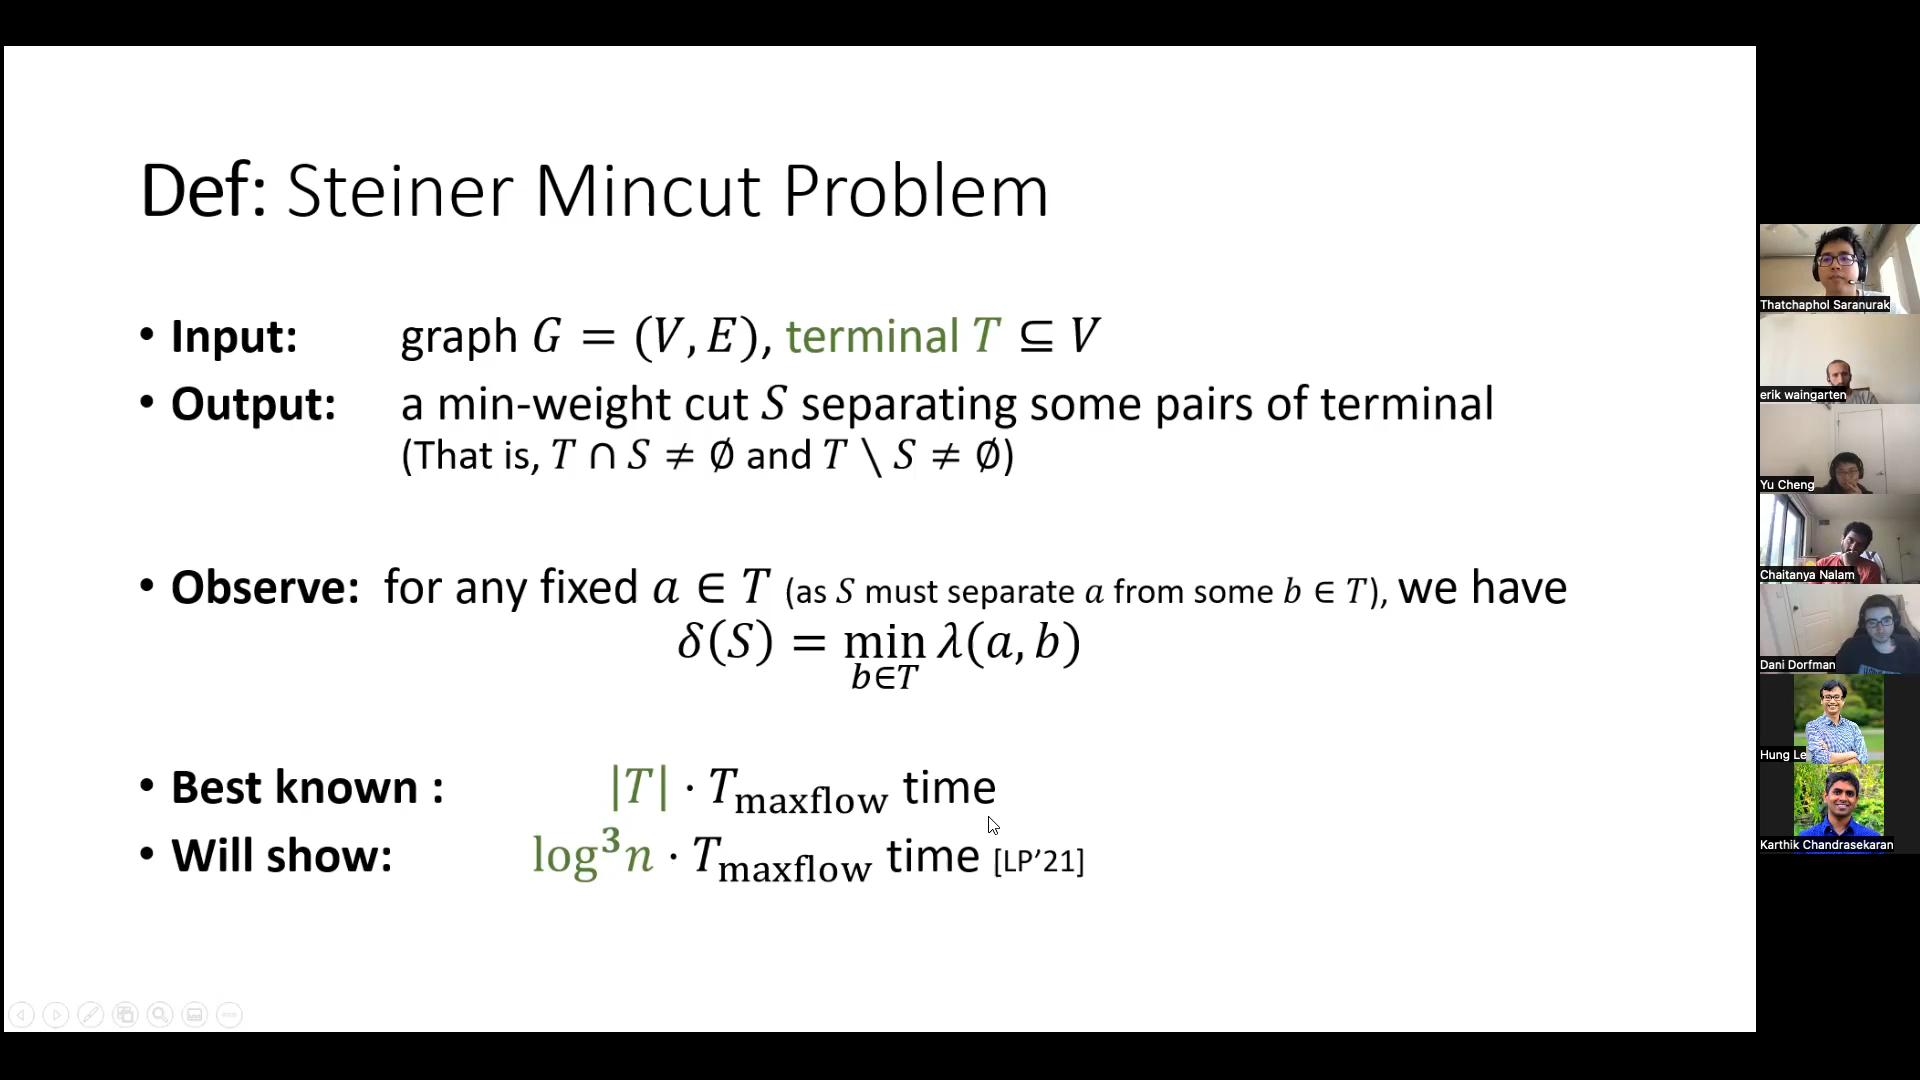 Def: Steiner Mincut Problem
• Input: graph G = (V, E), terminal T ⊆ V
• Output: a min-weight cut S separating some pairs of terminal
(That is, T ∩ S ≠ ∅ and T \ S ≠ ∅)
• Observe: for any fixed a ∈ T (as S must separate a from some b ∈ T), we have
δ(S) = min λ(a, b)
b∈T
• Best known : |T| · Tmaxflow time
• Will show: log³n · Tmaxflow time [LP’21]
Thatchaphol Saranurak
erik waingarten
Yu Cheng
Chaitanya Nalam
Dani Dorfman
Hung Le
Karthik Chandrasekaran